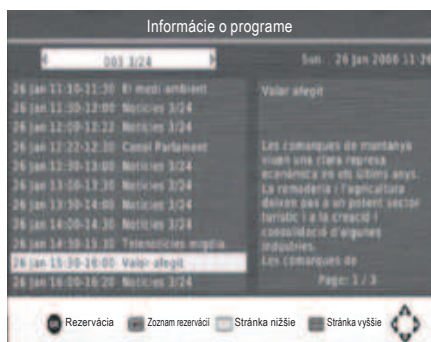 Informácie o programe
003 3/24
Sun 26 Jan 2008 11:26
26 Jan 11:10-11:30 El medi ambient
26 Jan 11:30-12:00 Notícies 3/24
26 Jan 12:00-12:22 Notícies 3/24
26 Jan 12:22-12:30 Canal Parlament
26 Jan 12:30-13:00 Notícies 3/24
26 Jan 13:00-13:30 Notícies 3/24
26 Jan 13:30-14:00 Notícies 3/24
26 Jan 14:00-14:30 Notícies 3/24
26 Jan 14:30-15:30 Telenotícies migdia
26 Jan 15:30-16:00 Valor afegit
26 Jan 16:00-16:20 Notícies 3/24
Valor afegit
Les comarques de muntanya
viuen una clara represa
econòmica en els últims anys.
La ramaderia i l'agricultura
deixen pas a un potent sector
turístic i a la creació i
consolidació d'algunes
indústries.
Les comarques de
Page: 1 / 3
OK Rezervácia
Zoznam rezervácií
Stránka nižšie
Stránka vyššie